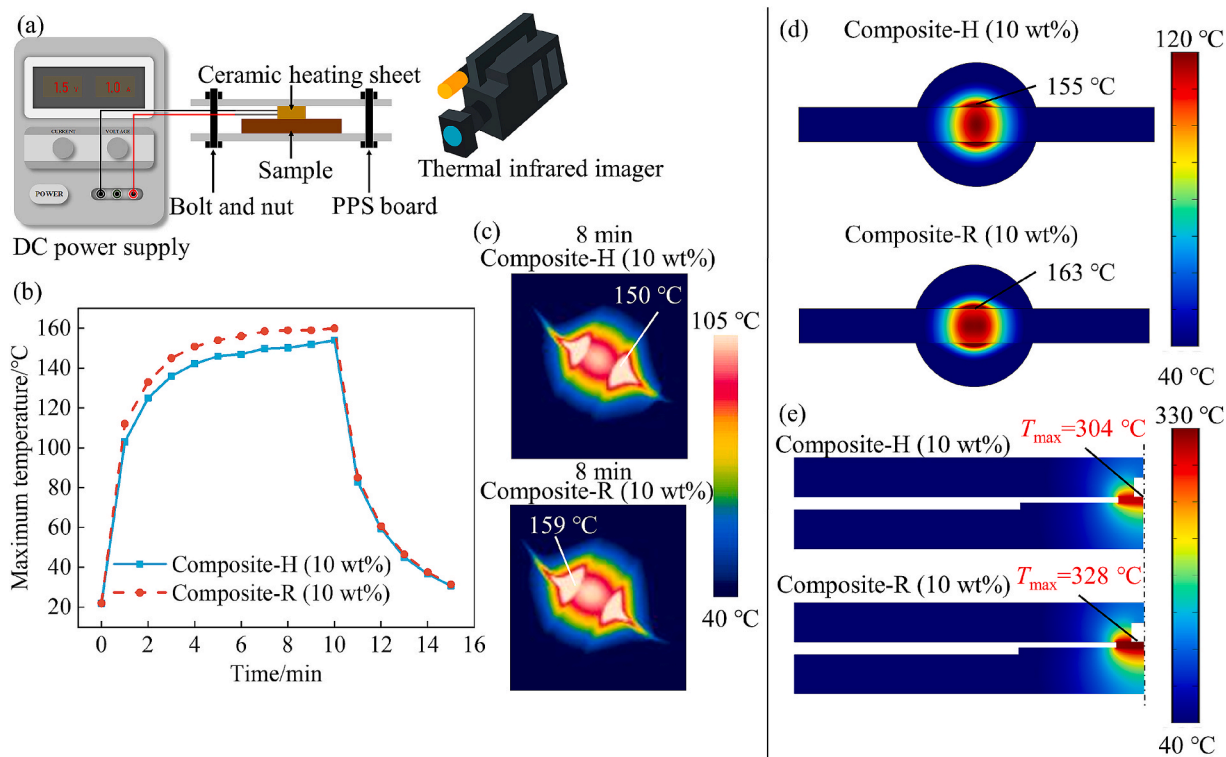 (a)
1.5 V 1.0 a
CURRENT VOLTAGE
POWER
DC power supply
Ceramic heating sheet
Sample
Bolt and nut
PPS board
Thermal infrared imager
(b)
Maximum temperature/°C
160
140
120
100
80
60
40
20
0 2 4 6 8 10 12 14 16
Time/min
Composite-H (10 wt%)
Composite-R (10 wt%)
(c)
8 min
Composite-H (10 wt%)
150 °C
8 min
Composite-R (10 wt%)
159 °C
105 °C
40 °C
(d)
Composite-H (10 wt%)
155 °C
Composite-R (10 wt%)
163 °C
120 °C
40 °C
(e)
Composite-H (10 wt%)
Tmax=304 °C
Composite-R (10 wt%)
Tmax=328 °C
330 °C
40 °C